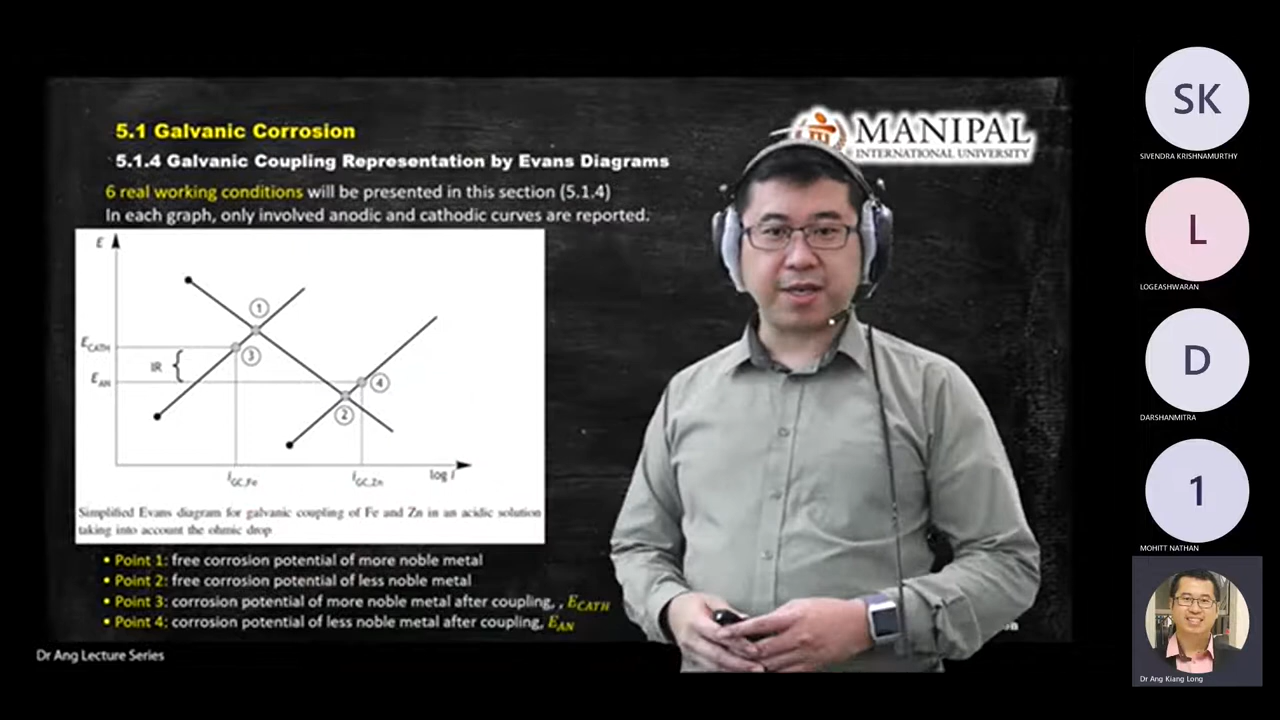 5.1 Galvanic Corrosion
5.1.4 Galvanic Coupling Representation by Evans Diagrams
6 real working conditions will be presented in this section (5.1.4)
In each graph, only involved anodic and cathodic curves are reported.
E
1
3
4
2
E_CATH
IR
E_AN
i_GC,Fe
i_GC,Zn
log i
Simplified Evans diagram for galvanic coupling of Fe and Zn in an acidic solution
taking into account the ohmic drop
• Point 1: free corrosion potential of more noble metal
• Point 2: free corrosion potential of less noble metal
• Point 3: corrosion potential of more noble metal after coupling, , E_CATH
• Point 4: corrosion potential of less noble metal after coupling, E_AN
Dr Ang Lecture Series
MANIPAL
INTERNATIONAL UNIVERSITY
SK
SIVENDRA KRISHNAMURTHY
L
LOGEASHWARAN
D
DARSHANMITRA
1
MOHITT NATHAN
Dr Ang Kiang Long